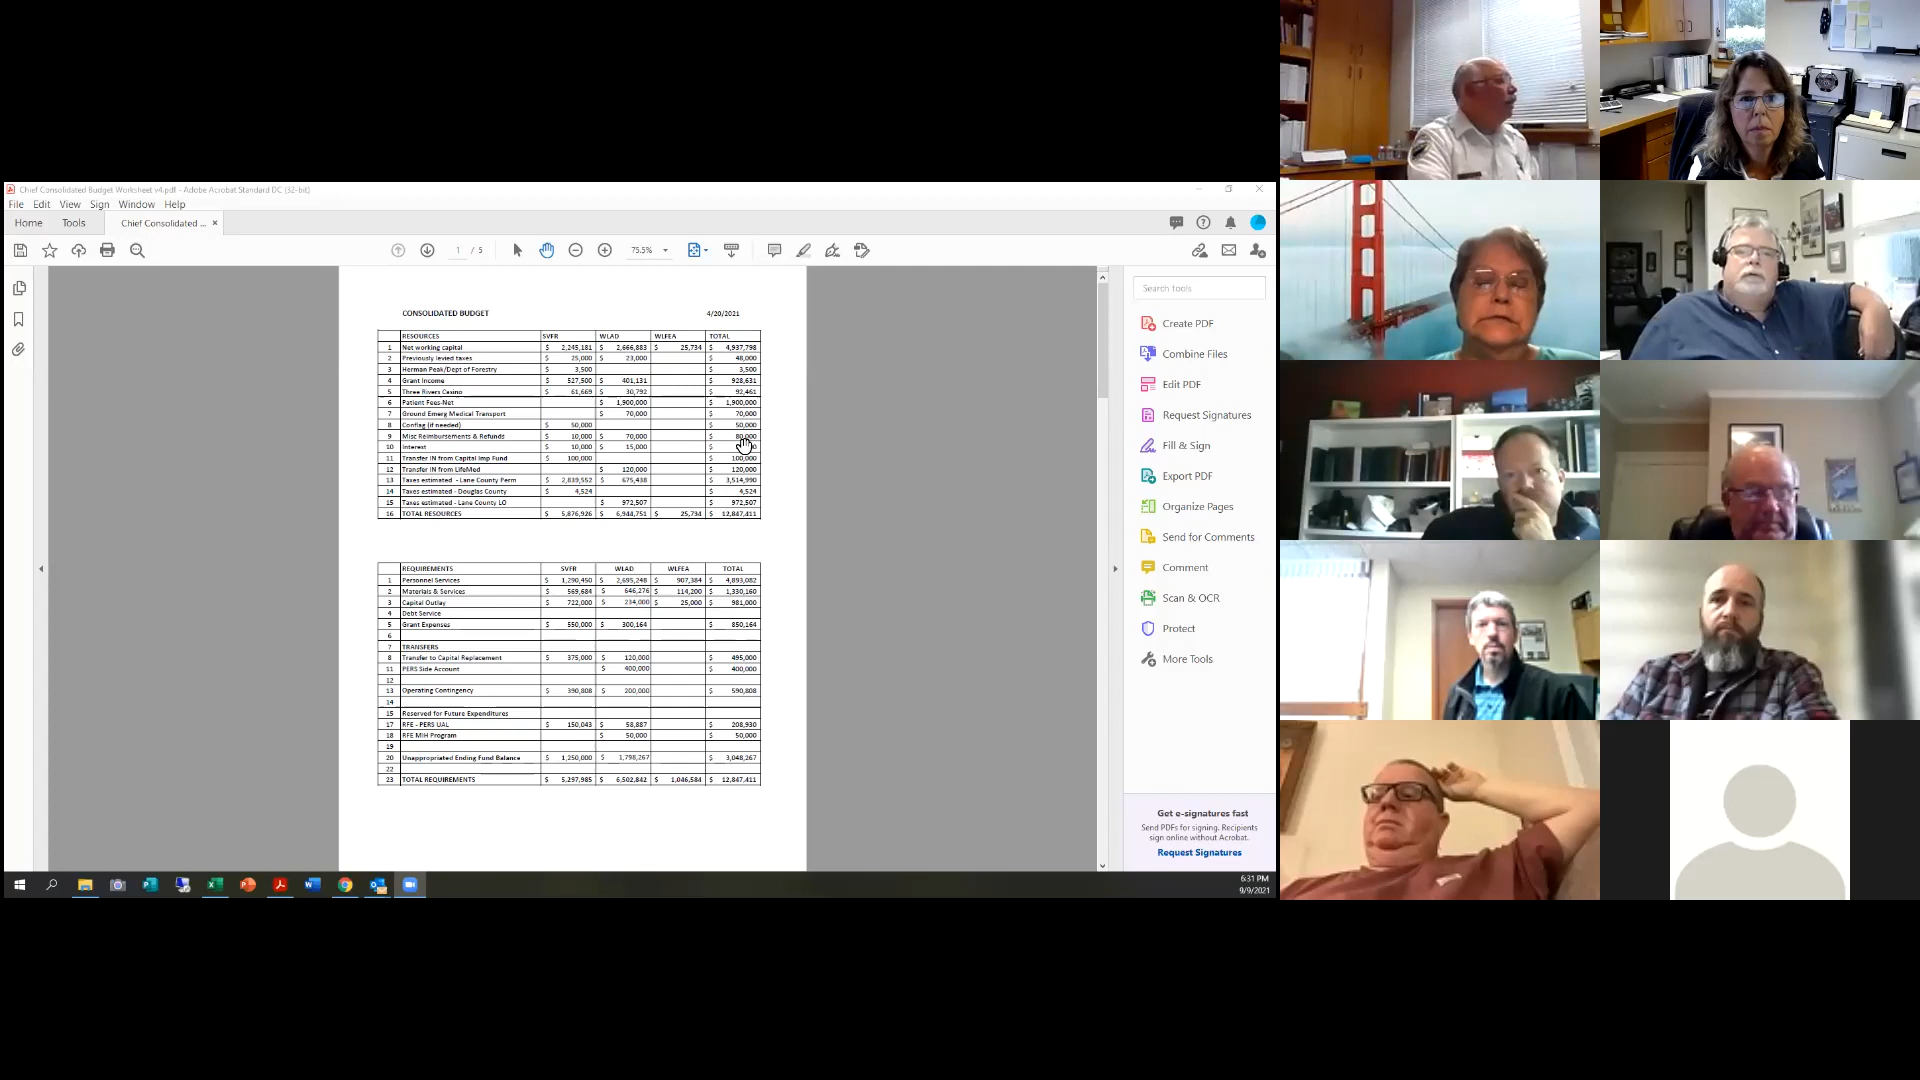 Chief Consolidated Budget Worksheet v4.pdf - Adobe Acrobat Standard DC (32-bit)
File Edit View Sign Window Help
Home Tools Chief Consolidated ... ×
1 / 5 75.5%
Search tools
Create PDF
Combine Files
Edit PDF
Request Signatures
Fill & Sign
Export PDF
Organize Pages
Send for Comments
Comment
Scan & OCR
Protect
More Tools
Get e-signatures fast
Send PDFs for signing. Recipients
sign online without Acrobat.
Request Signatures
CONSOLIDATED BUDGET 4/20/2021
RESOURCES SVFR WLAD WLFEA TOTAL
1 Net working capital $ 2,245,181 $ 2,666,883 $ 25,734 $ 4,937,798
2 Previously levied taxes $ 25,000 $ 23,000 $ 48,000
3 Herman Peak/Dept of Forestry $ 3,500 $ 3,500
4 Grant Income $ 527,500 $ 401,131 $ 928,631
5 Three Rivers Casino $ 61,669 $ 30,792 $ 92,461
6 Patient Fees-Net $ 1,900,000 $ 1,900,000
7 Ground Emerg Medical Transport $ 70,000 $ 70,000
8 Conflag (if needed) $ 50,000 $ 50,000
9 Misc Reimbursements & Refunds $ 10,000 $ 70,000 $ 80,000
10 Interest $ 10,000 $ 15,000 $
11 Transfer IN from Capital Imp Fund $ 100,000 $ 100,000
12 Transfer IN from LifeMed $ 120,000 $ 120,000
13 Taxes estimated - Lane County Perm $ 2,839,552 $ 675,438 $ 3,514,990
14 Taxes estimated - Douglas County $ 4,524 $ 4,524
15 Taxes estimated - Lane County LO $ 972,507 $ 972,507
16 TOTAL RESOURCES $ 5,876,926 $ 6,944,751 $ 25,734 $ 12,847,411
REQUIREMENTS SVFR WLAD WLFEA TOTAL
1 Personnel Services $ 1,290,450 $ 2,695,248 $ 907,384 $ 4,893,082
2 Materials & Services $ 569,684 $ 646,276 $ 114,200 $ 1,330,160
3 Capital Outlay $ 722,000 $ 234,000 $ 25,000 $ 981,000
4 Debt Service
5 Grant Expenses $ 550,000 $ 300,164 $ 850,164
6
7 TRANSFERS
8 Transfer to Capital Replacement $ 375,000 $ 120,000 $ 495,000
11 PERS Side Account $ 400,000 $ 400,000
12
13 Operating Contingency $ 390,808 $ 200,000 $ 590,808
14
15 Reserved for Future Expenditures
17 RFE - PERS UAL $ 150,043 $ 58,887 $ 208,930
18 RFE MIH Program $ 50,000 $ 50,000
19
20 Unappropriated Ending Fund Balance $ 1,250,000 $ 1,798,267 $ 3,048,267
22
23 TOTAL REQUIREMENTS $ 5,297,985 $ 6,502,842 $ 1,046,584 $ 12,847,411
6:31 PM
9/9/2021